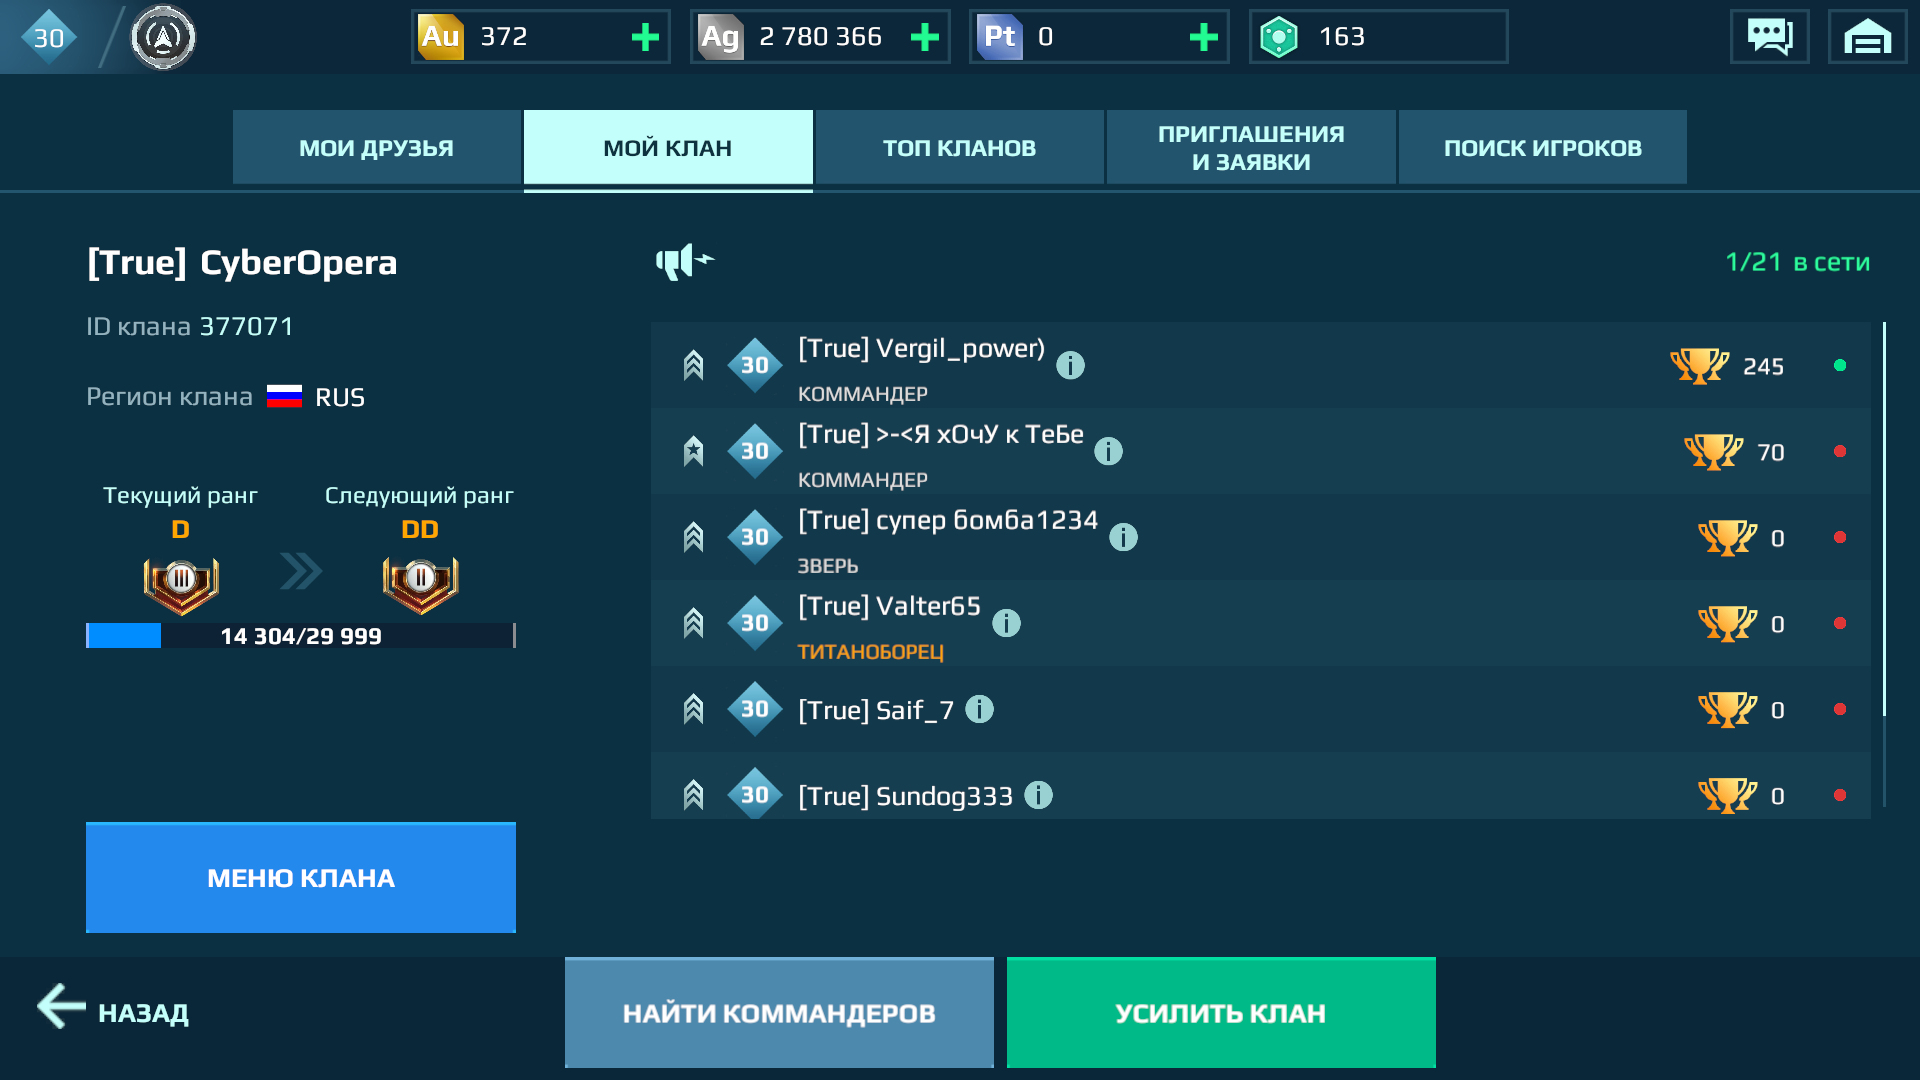 30
Au 372
Ag 2 780 366
Pt 0
163
МОИ ДРУЗЬЯ
МОЙ КЛАН
ТОП КЛАНОВ
ПРИГЛАШЕНИЯ
И ЗАЯВКИ
ПОИСК ИГРОКОВ
[True] CyberOpera
ID клана 377071
Регион клана RUS
Текущий ранг
D
III
Следующий ранг
DD
II
14 304/29 999
МЕНЮ КЛАНА
1/21 в сети
30 [True] Vergil_power) i 245
КОММАНДЕР
30 [True] >-<Я хОчУ к ТеБе i 70
КОММАНДЕР
30 [True] супер бомба1234 i 0
ЗВЕРЬ
30 [True] Valter65 i 0
ТИТАНОБОРЕЦ
30 [True] Saif_7 i 0
30 [True] Sundog333 i 0
НАЗАД
НАЙТИ КОММАНДЕРОВ
УСИЛИТЬ КЛАН